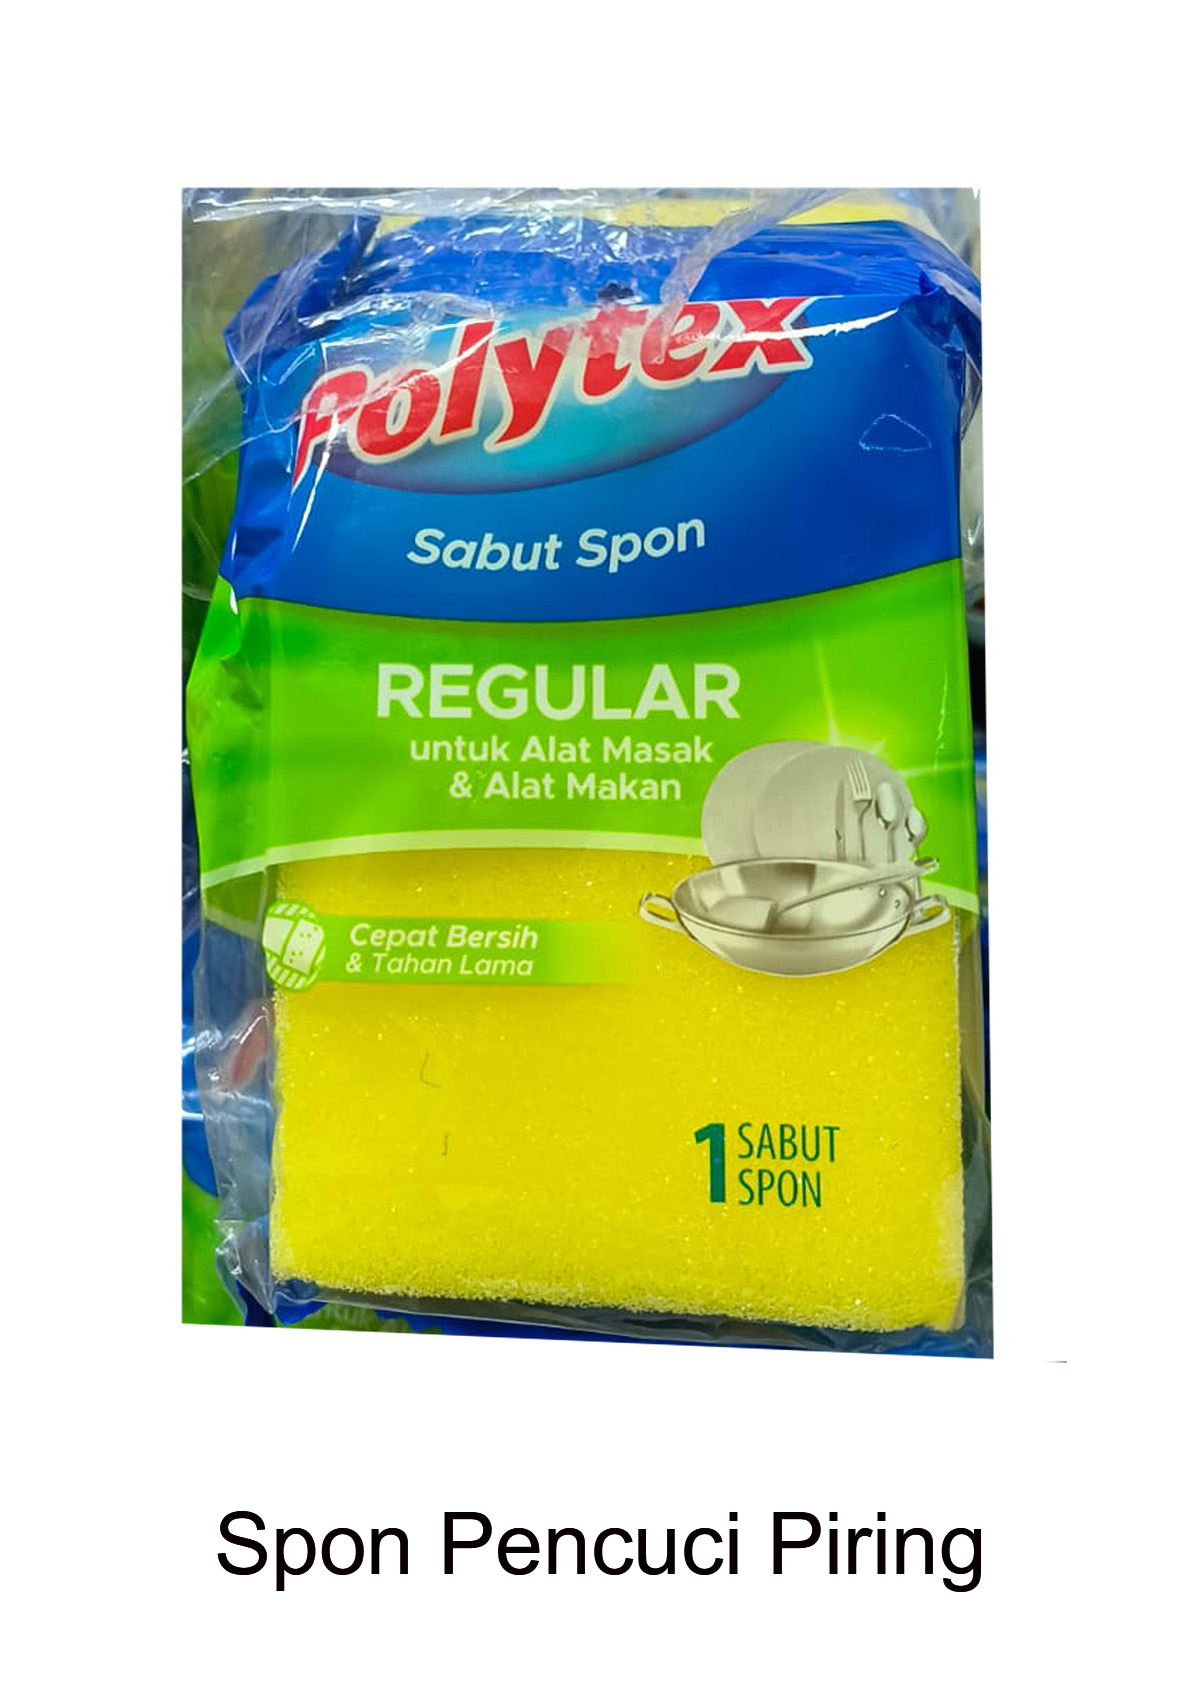 Polytex
Sabut Spon
REGULAR
untuk Alat Masak
& Alat Makan
Cepat Bersih
& Tahan Lama
1 SABUT
SPON
Spon Pencuci Piring